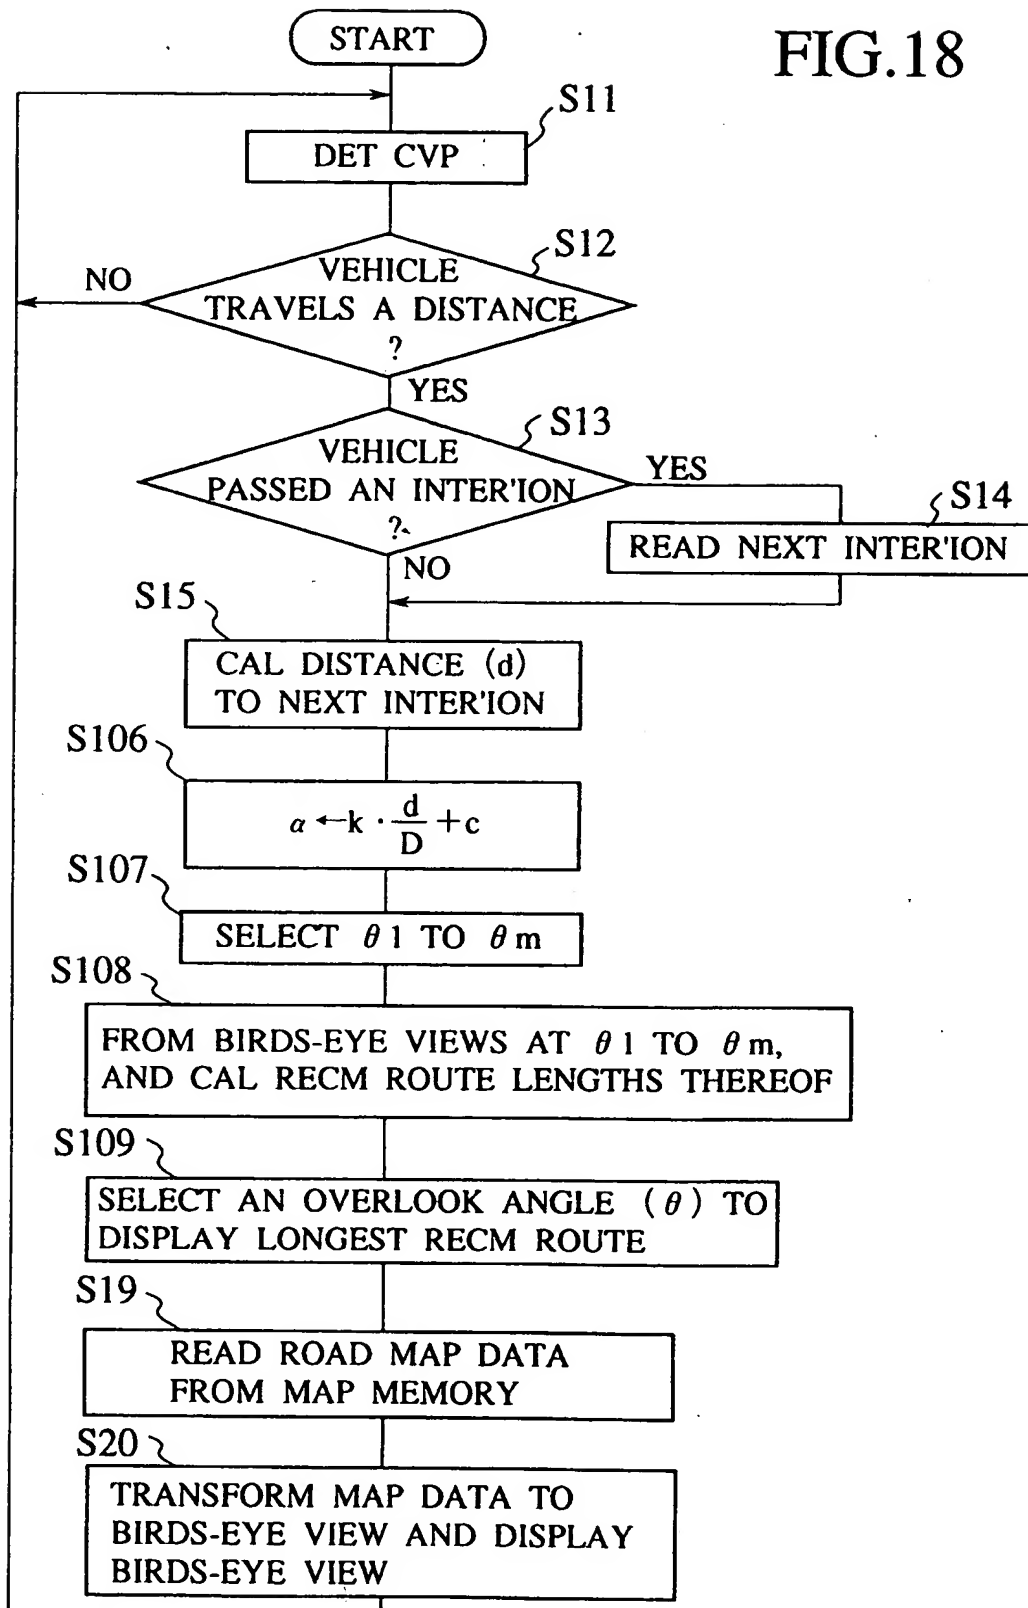 START
FIG.18
S11
DET CVP
S12
NO
VEHICLE
TRAVELS A DISTANCE
?
YES
S13
VEHICLE
PASSED AN INTER'ION
?
YES
S14
READ NEXT INTER'ION
NO
S15
CAL DISTANCE (d)
TO NEXT INTER'ION
S106
α ← k · d/D + c
S107
SELECT θ1 TO θm
S108
FROM BIRDS-EYE VIEWS AT θ1 TO θm,
AND CAL RECM ROUTE LENGTHS THEREOF
S109
SELECT AN OVERLOOK ANGLE (θ) TO
DISPLAY LONGEST RECM ROUTE
S19
READ ROAD MAP DATA
FROM MAP MEMORY
S20
TRANSFORM MAP DATA TO
BIRDS-EYE VIEW AND DISPLAY
BIRDS-EYE VIEW